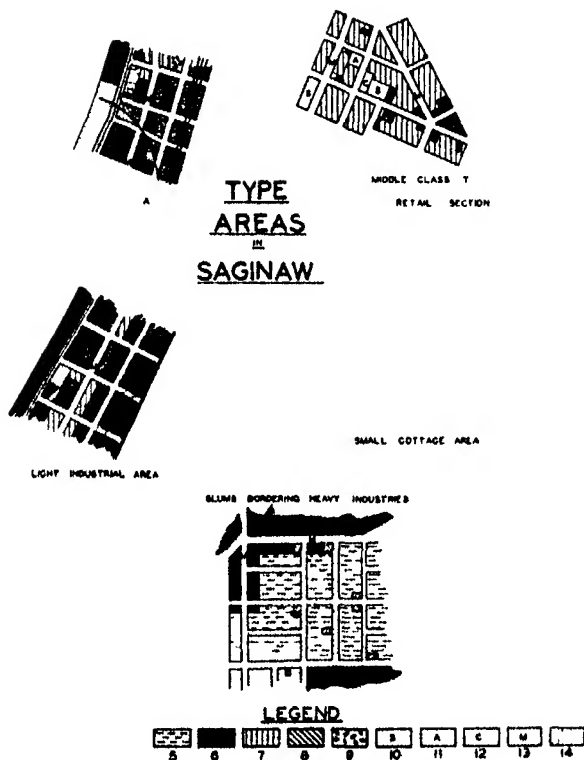 A
MIDDLE CLASS T
RETAIL SECTION
TYPE
AREAS
IN
SAGINAW
LIGHT INDUSTRIAL AREA
SMALL COTTAGE AREA
SLUMS BORDERING HEAVY INDUSTRIES
LEGEND
S A C M
5 6 7 8 9 10 11 12 13 14